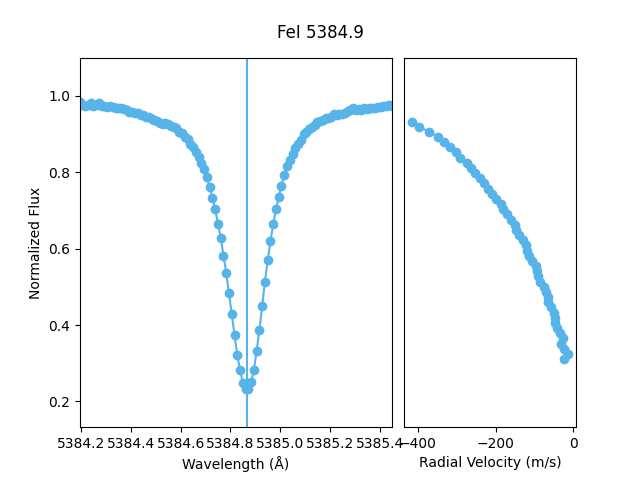 FeI 5384.9
Normalized Flux
1.0
0.8
0.6
0.4
0.2
5384.2 5384.4 5384.6 5384.8 5385.0 5385.2 5385.4
Wavelength (Å)
−400 −200 0
Radial Velocity (m/s)